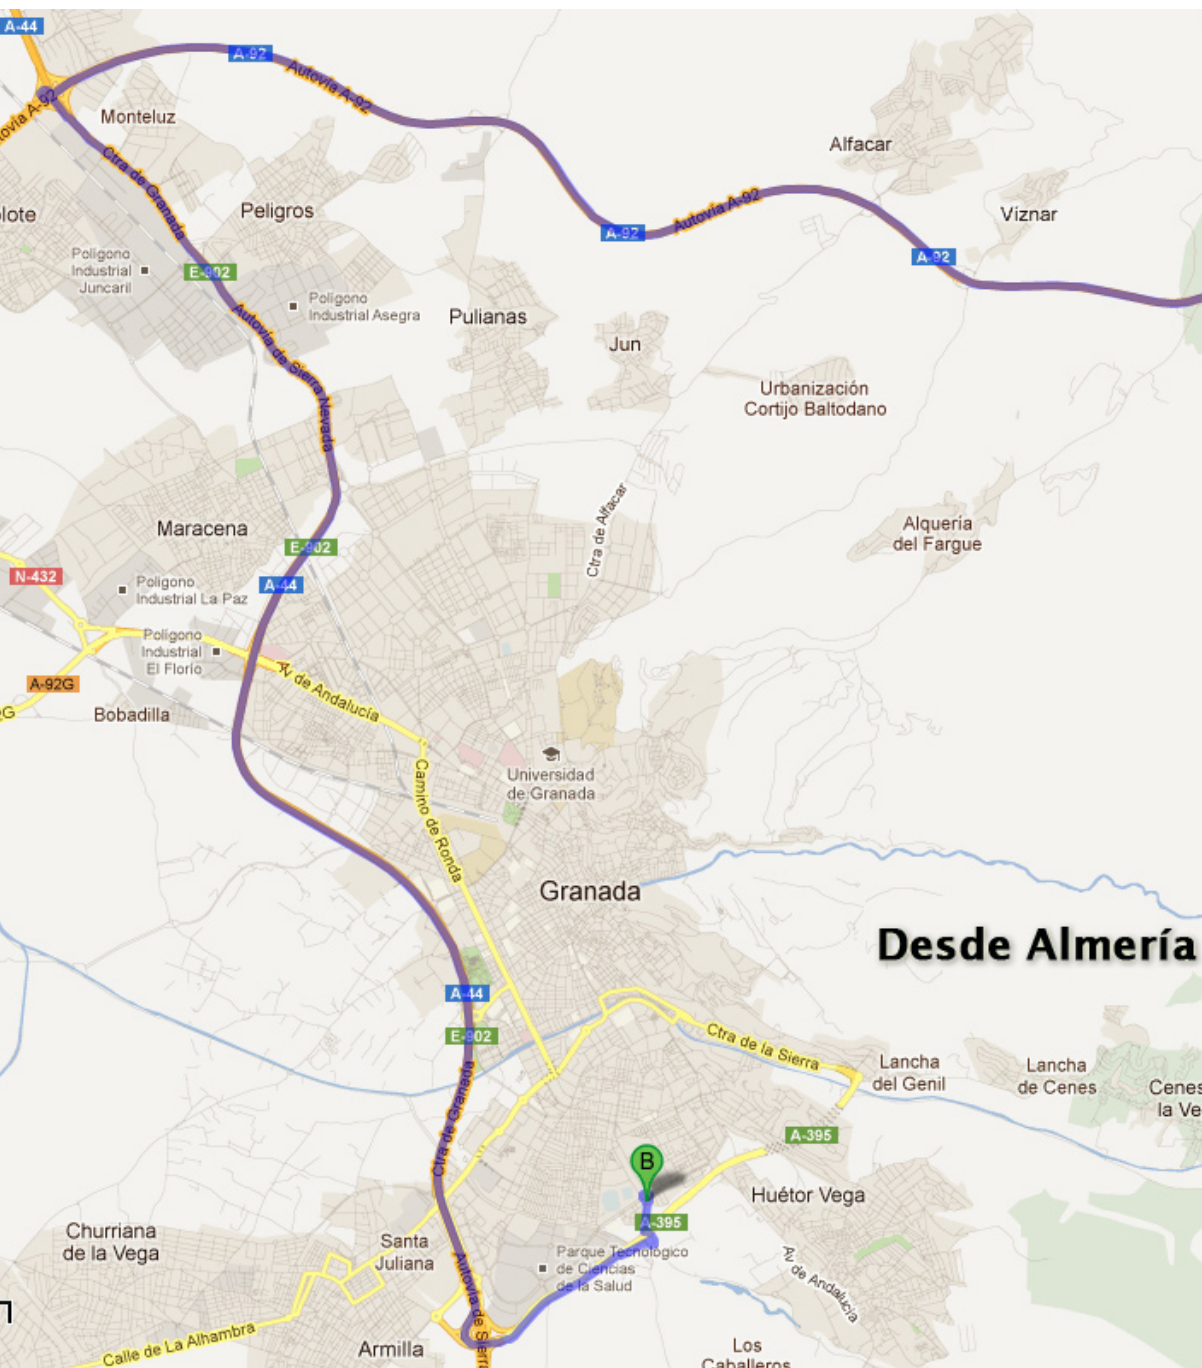 A-44
A-92
Autovía A-92
Monteluz
Alfacar
Ctra de Granada
Peligros
Autovía A-92
Víznar
A-92
A-92
Polígono
Industrial
Juncaril
E-902
Polígono
Industrial Asegra
Pulianas
Autovía de Sierra Nevada
Jun
Urbanización
Cortijo Baltodano
Ctra de Alfacar
Maracena
Alquería
del Fargue
E-902
N-432
A-44
Polígono
Industrial La Paz
Polígono
Industrial
El Florío
A-92G
Av de Andalucía
Bobadilla
Camino de Ronda
Universidad
de Granada
Granada
Desde Almería
A-44
E-902
Ctra de la Sierra
Lancha
del Genil
Lancha
de Cenes
Cenes
la Ve
Ctra de Granada
A-395
B
Huétor Vega
A-395
Churriana
de la Vega
Santa
Juliana
Parque Tecnológico
de Ciencias
de la Salud
Av de Andalucía
Autovía de Sierra
Calle de La Alhambra
Armilla
Los
Caballeros